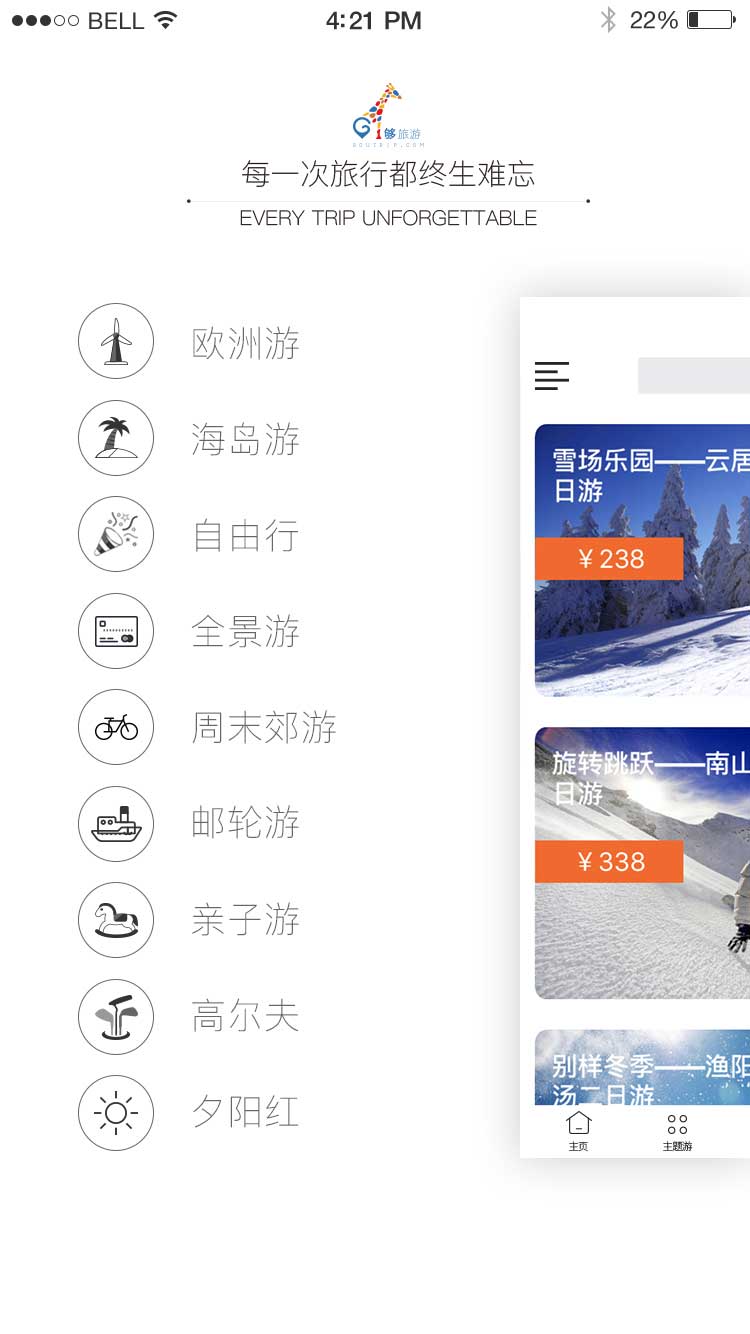 BELL 4:21 PM 22%
够旅游
GOUTRIP.COM
每一次旅行都终生难忘
EVERY TRIP UNFORGETTABLE
欧洲游
海岛游
自由行
全景游
周末郊游
邮轮游
亲子游
高尔夫
夕阳红
雪场乐园——云居
日游
¥ 238
旋转跳跃——南山
日游
¥ 338
别样冬季——渔阳
汤二日游
主页
主题游